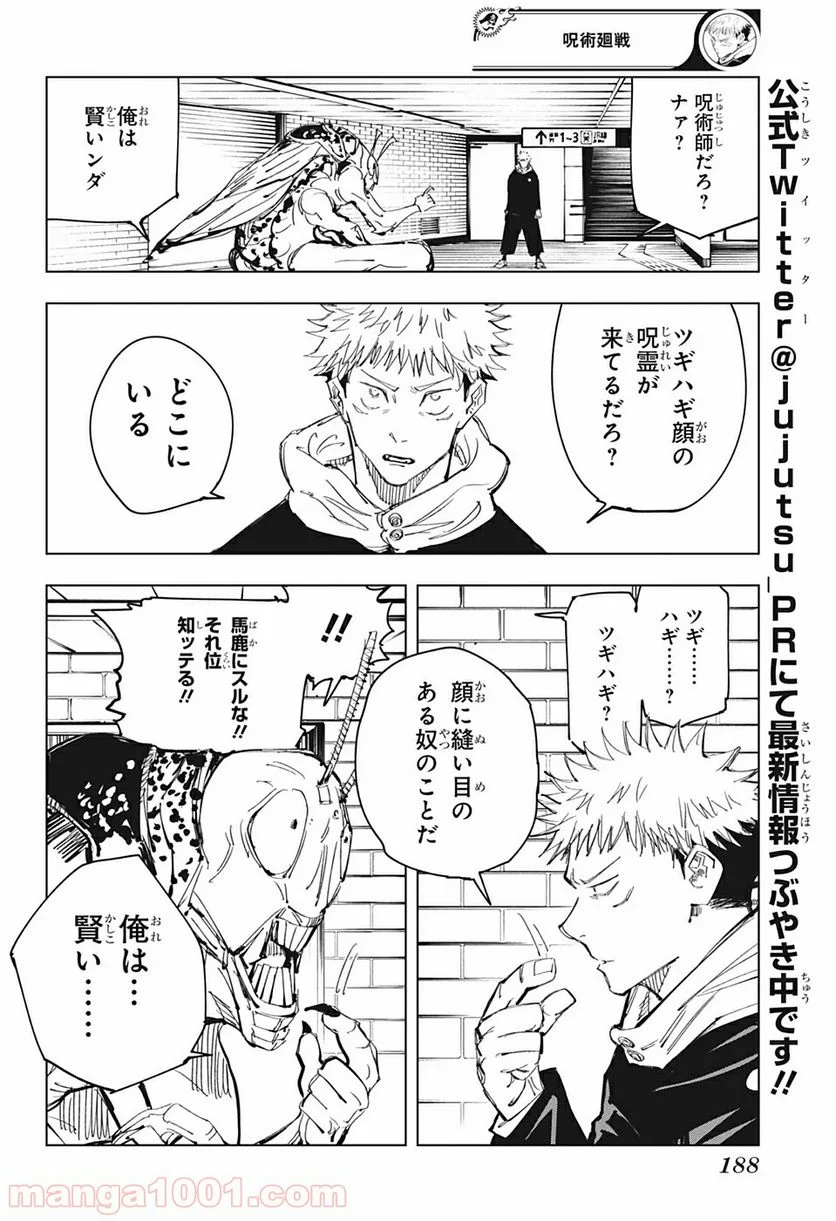 呪術廻戦
公式Twitter@jujutsu_PRにて最新情報つぶやき中です!!
呪術師だろ?
ナァ?
1~3
俺は
賢いンダ
ツギハギ顔の
呪霊が
来てるだろ?
どこに
いる
ツギ……
ハギ……?
ツギハギ?
顔に縫い目の
ある奴のことだ
!!
馬鹿にスルな!!
それ位
知ッテる!!
俺は…
賢い……
188
manga1001.com